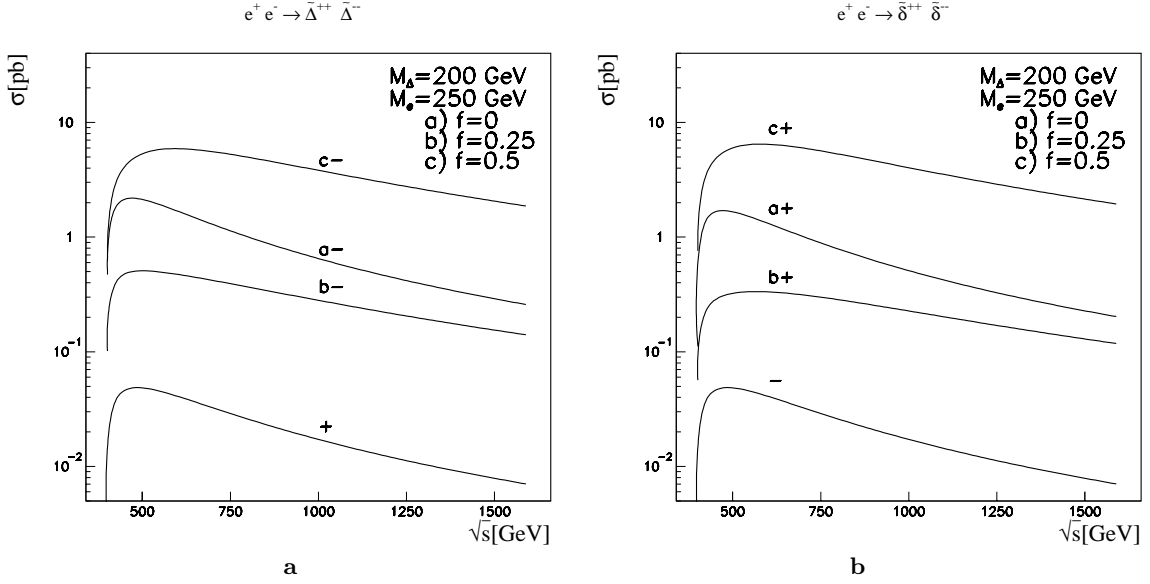 e⁺ e⁻ → Δ̃⁺⁺ Δ̃⁻⁻
σ[pb]
M_Δ=200 GeV
M_e=250 GeV
a) f=0
b) f=0.25
c) f=0.5
10
1
10⁻¹
10⁻²
c−
a−
b−
+
500 750 1000 1250 1500
√s[GeV]
a
e⁺ e⁻ → δ̃⁺⁺ δ̃⁻⁻
σ[pb]
M_Δ=200 GeV
M_e=250 GeV
a) f=0
b) f=0.25
c) f=0.5
10
1
10⁻¹
10⁻²
c+
a+
b+
−
500 750 1000 1250 1500
√s[GeV]
b